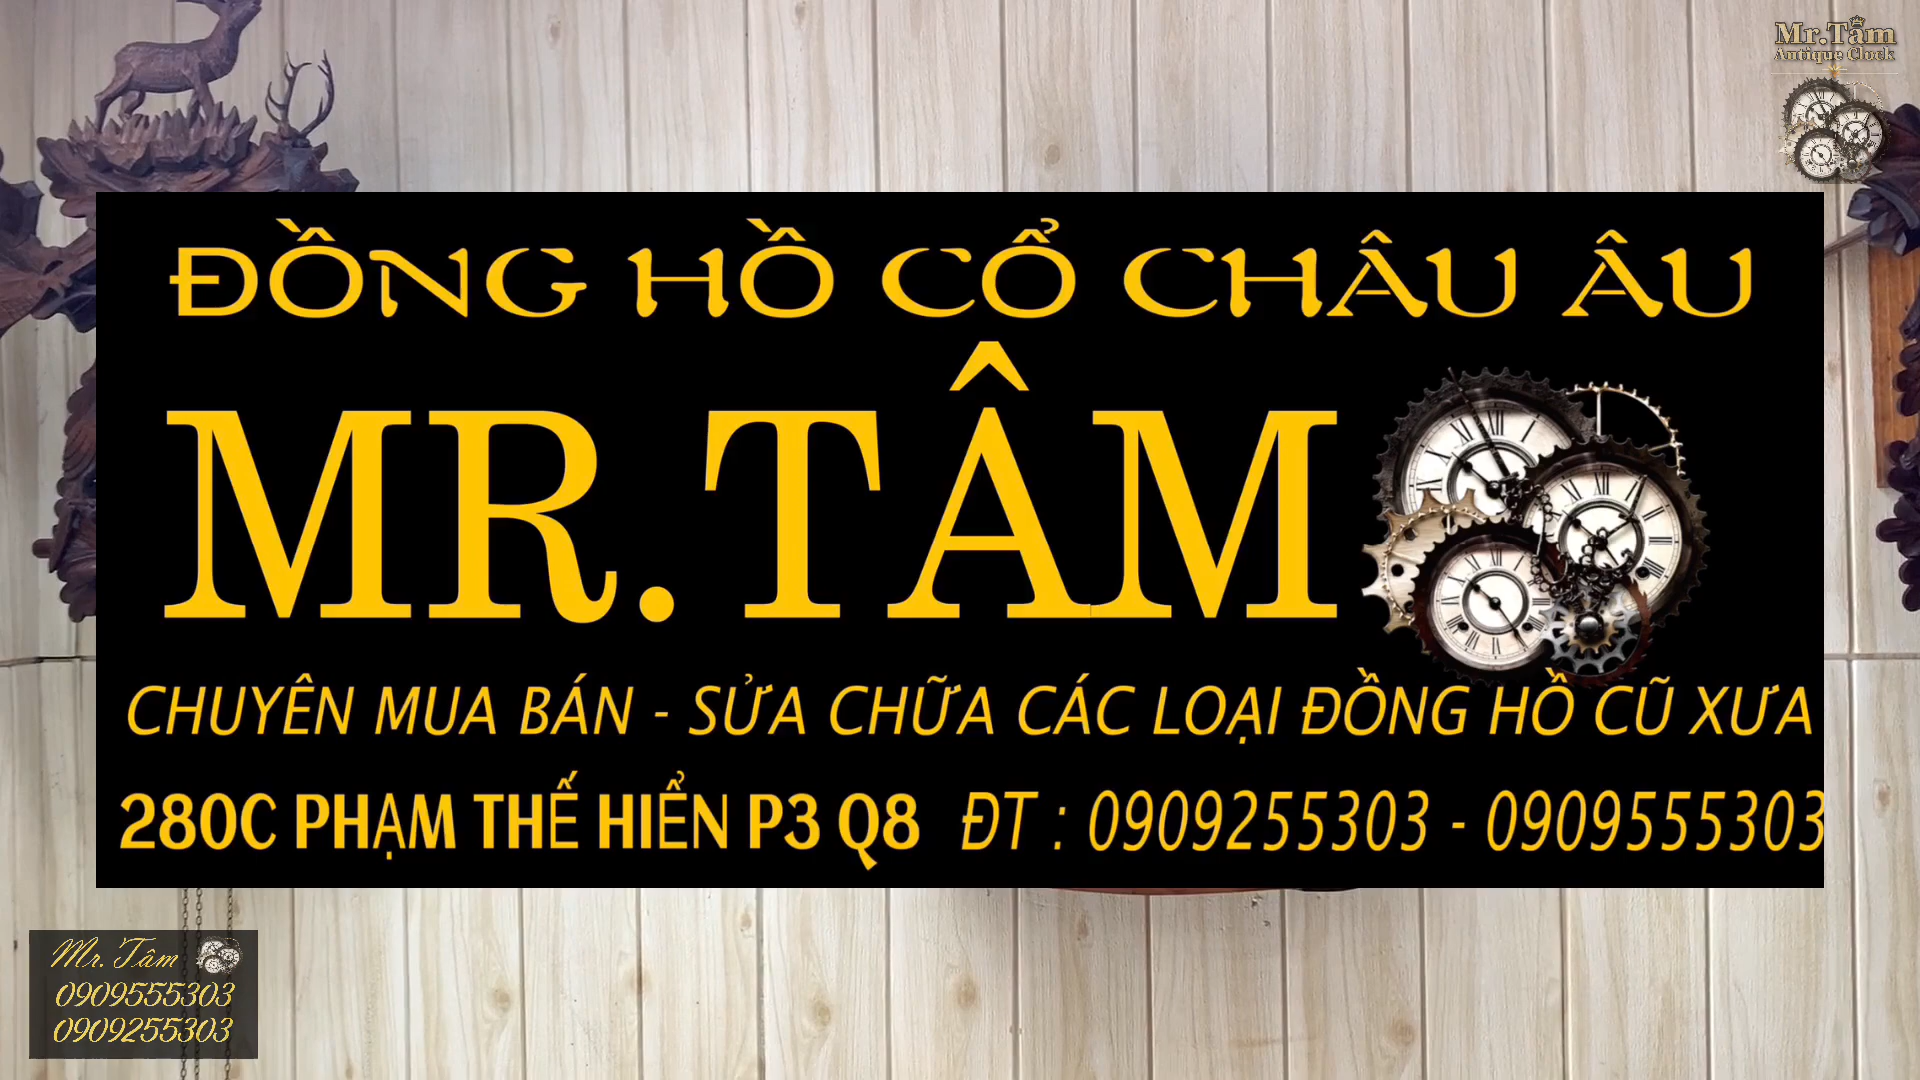 Mr.Tâm
Antique Clock
ĐỒNG HỒ CỔ CHÂU ÂU
MR.TÂM
CHUYÊN MUA BÁN - SỬA CHỮA CÁC LOẠI ĐỒNG HỒ CŨ XƯA
280C PHẠM THẾ HIỂN P3 Q8 ĐT : 0909255303 - 0909555303
Mr. Tâm
0909555303
0909255303